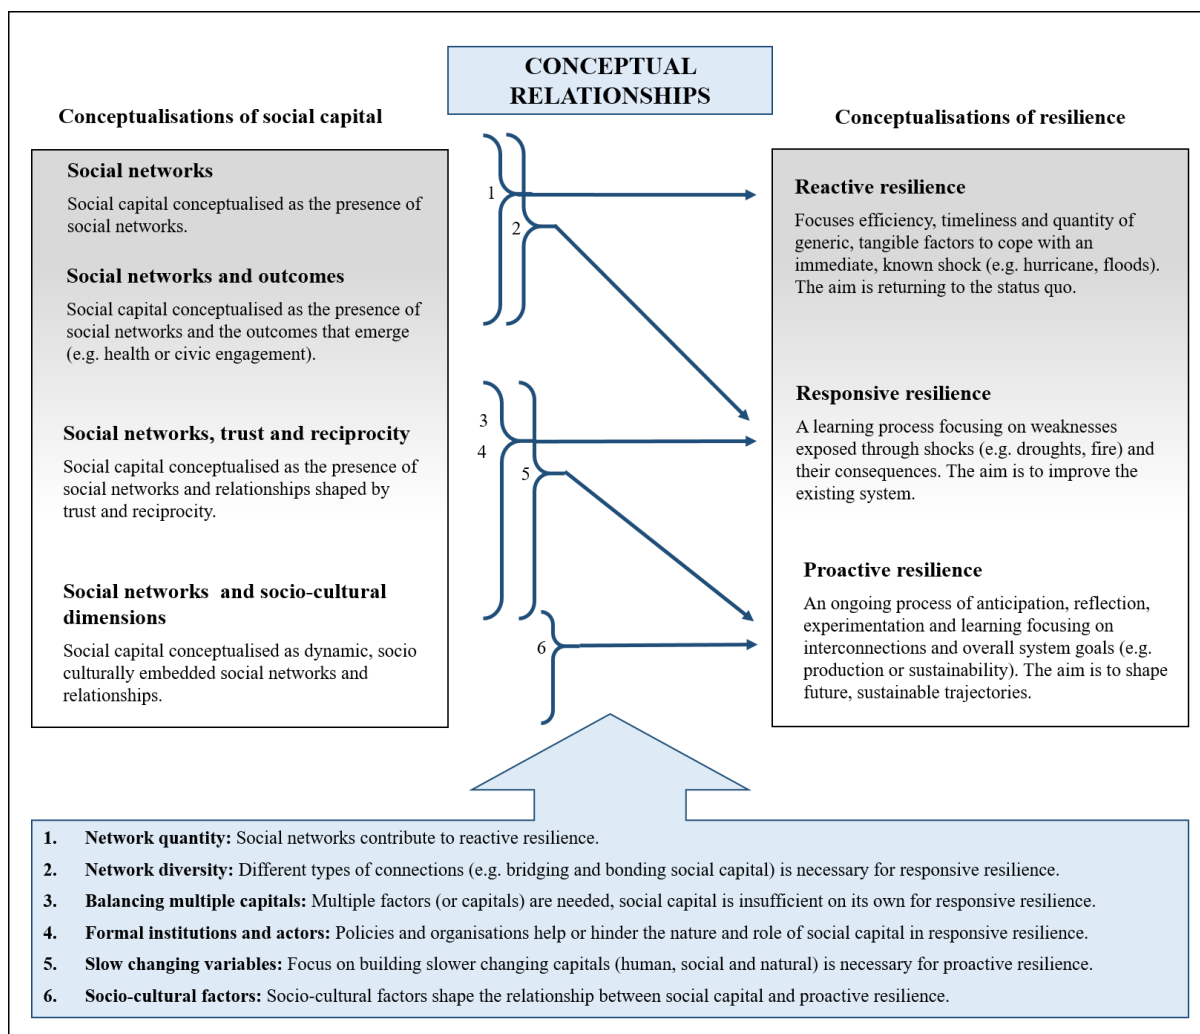 CONCEPTUAL
RELATIONSHIPS
Conceptualisations of social capital
Social networks
Social capital conceptualised as the presence of
social networks.
Social networks and outcomes
Social capital conceptualised as the presence of
social networks and the outcomes that emerge
(e.g. health or civic engagement).
Social networks, trust and reciprocity
Social capital conceptualised as the presence of
social networks and relationships shaped by
trust and reciprocity.
Social networks and socio-cultural
dimensions
Social capital conceptualised as dynamic, socio
culturally embedded social networks and
relationships.
1
2
3
4
5
6
Conceptualisations of resilience
Reactive resilience
Focuses efficiency, timeliness and quantity of
generic, tangible factors to cope with an
immediate, known shock (e.g. hurricane, floods).
The aim is returning to the status quo.
Responsive resilience
A learning process focusing on weaknesses
exposed through shocks (e.g. droughts, fire) and
their consequences. The aim is to improve the
existing system.
Proactive resilience
An ongoing process of anticipation, reflection,
experimentation and learning focusing on
interconnections and overall system goals (e.g.
production or sustainability). The aim is to shape
future, sustainable trajectories.
1. Network quantity: Social networks contribute to reactive resilience.
2. Network diversity: Different types of connections (e.g. bridging and bonding social capital) is necessary for responsive resilience.
3. Balancing multiple capitals: Multiple factors (or capitals) are needed, social capital is insufficient on its own for responsive resilience.
4. Formal institutions and actors: Policies and organisations help or hinder the nature and role of social capital in responsive resilience.
5. Slow changing variables: Focus on building slower changing capitals (human, social and natural) is necessary for proactive resilience.
6. Socio-cultural factors: Socio-cultural factors shape the relationship between social capital and proactive resilience.